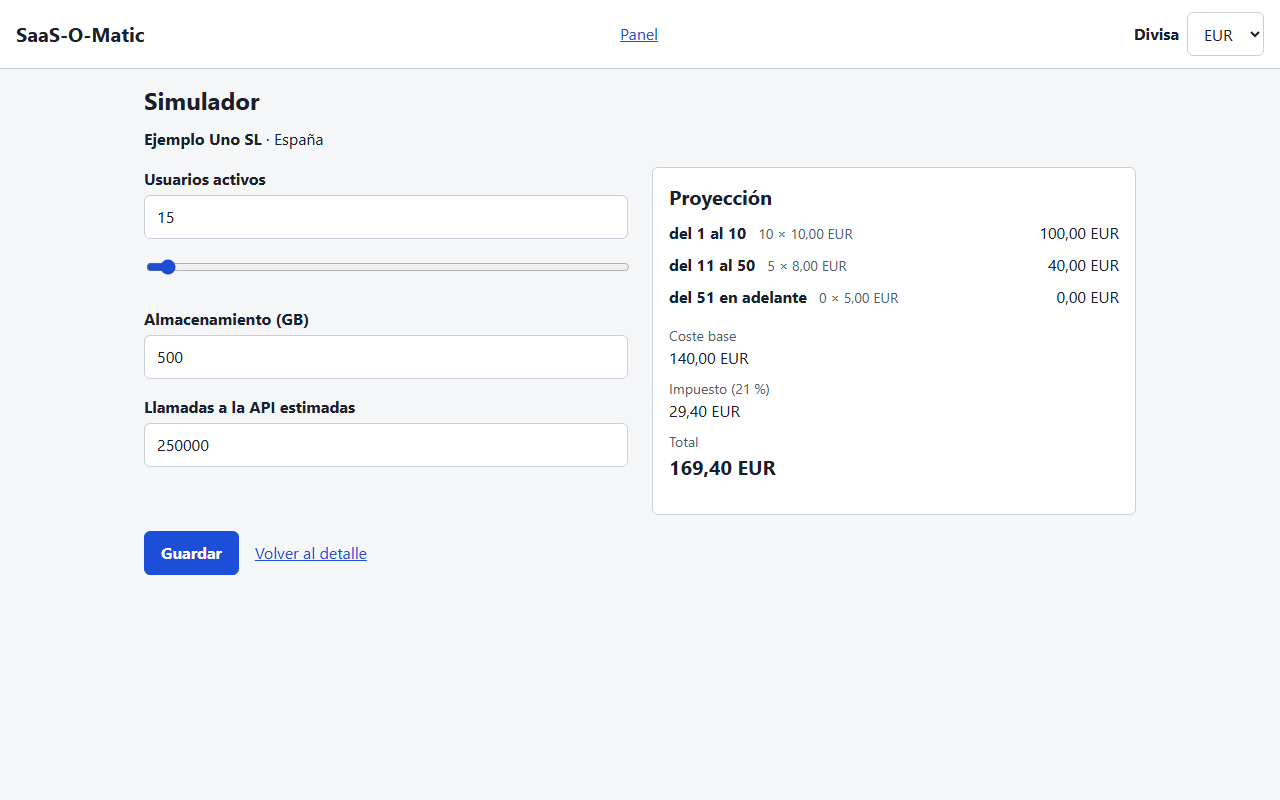 SaaS-O-Matic
Panel
Divisa
EUR
Simulador
Ejemplo Uno SL · España
Usuarios activos
15
Almacenamiento (GB)
500
Llamadas a la API estimadas
250000
Proyección
del 1 al 10 10 × 10,00 EUR 100,00 EUR
del 11 al 50 5 × 8,00 EUR 40,00 EUR
del 51 en adelante 0 × 5,00 EUR 0,00 EUR
Coste base
140,00 EUR
Impuesto (21 %)
29,40 EUR
Total
169,40 EUR
Guardar
Volver al detalle